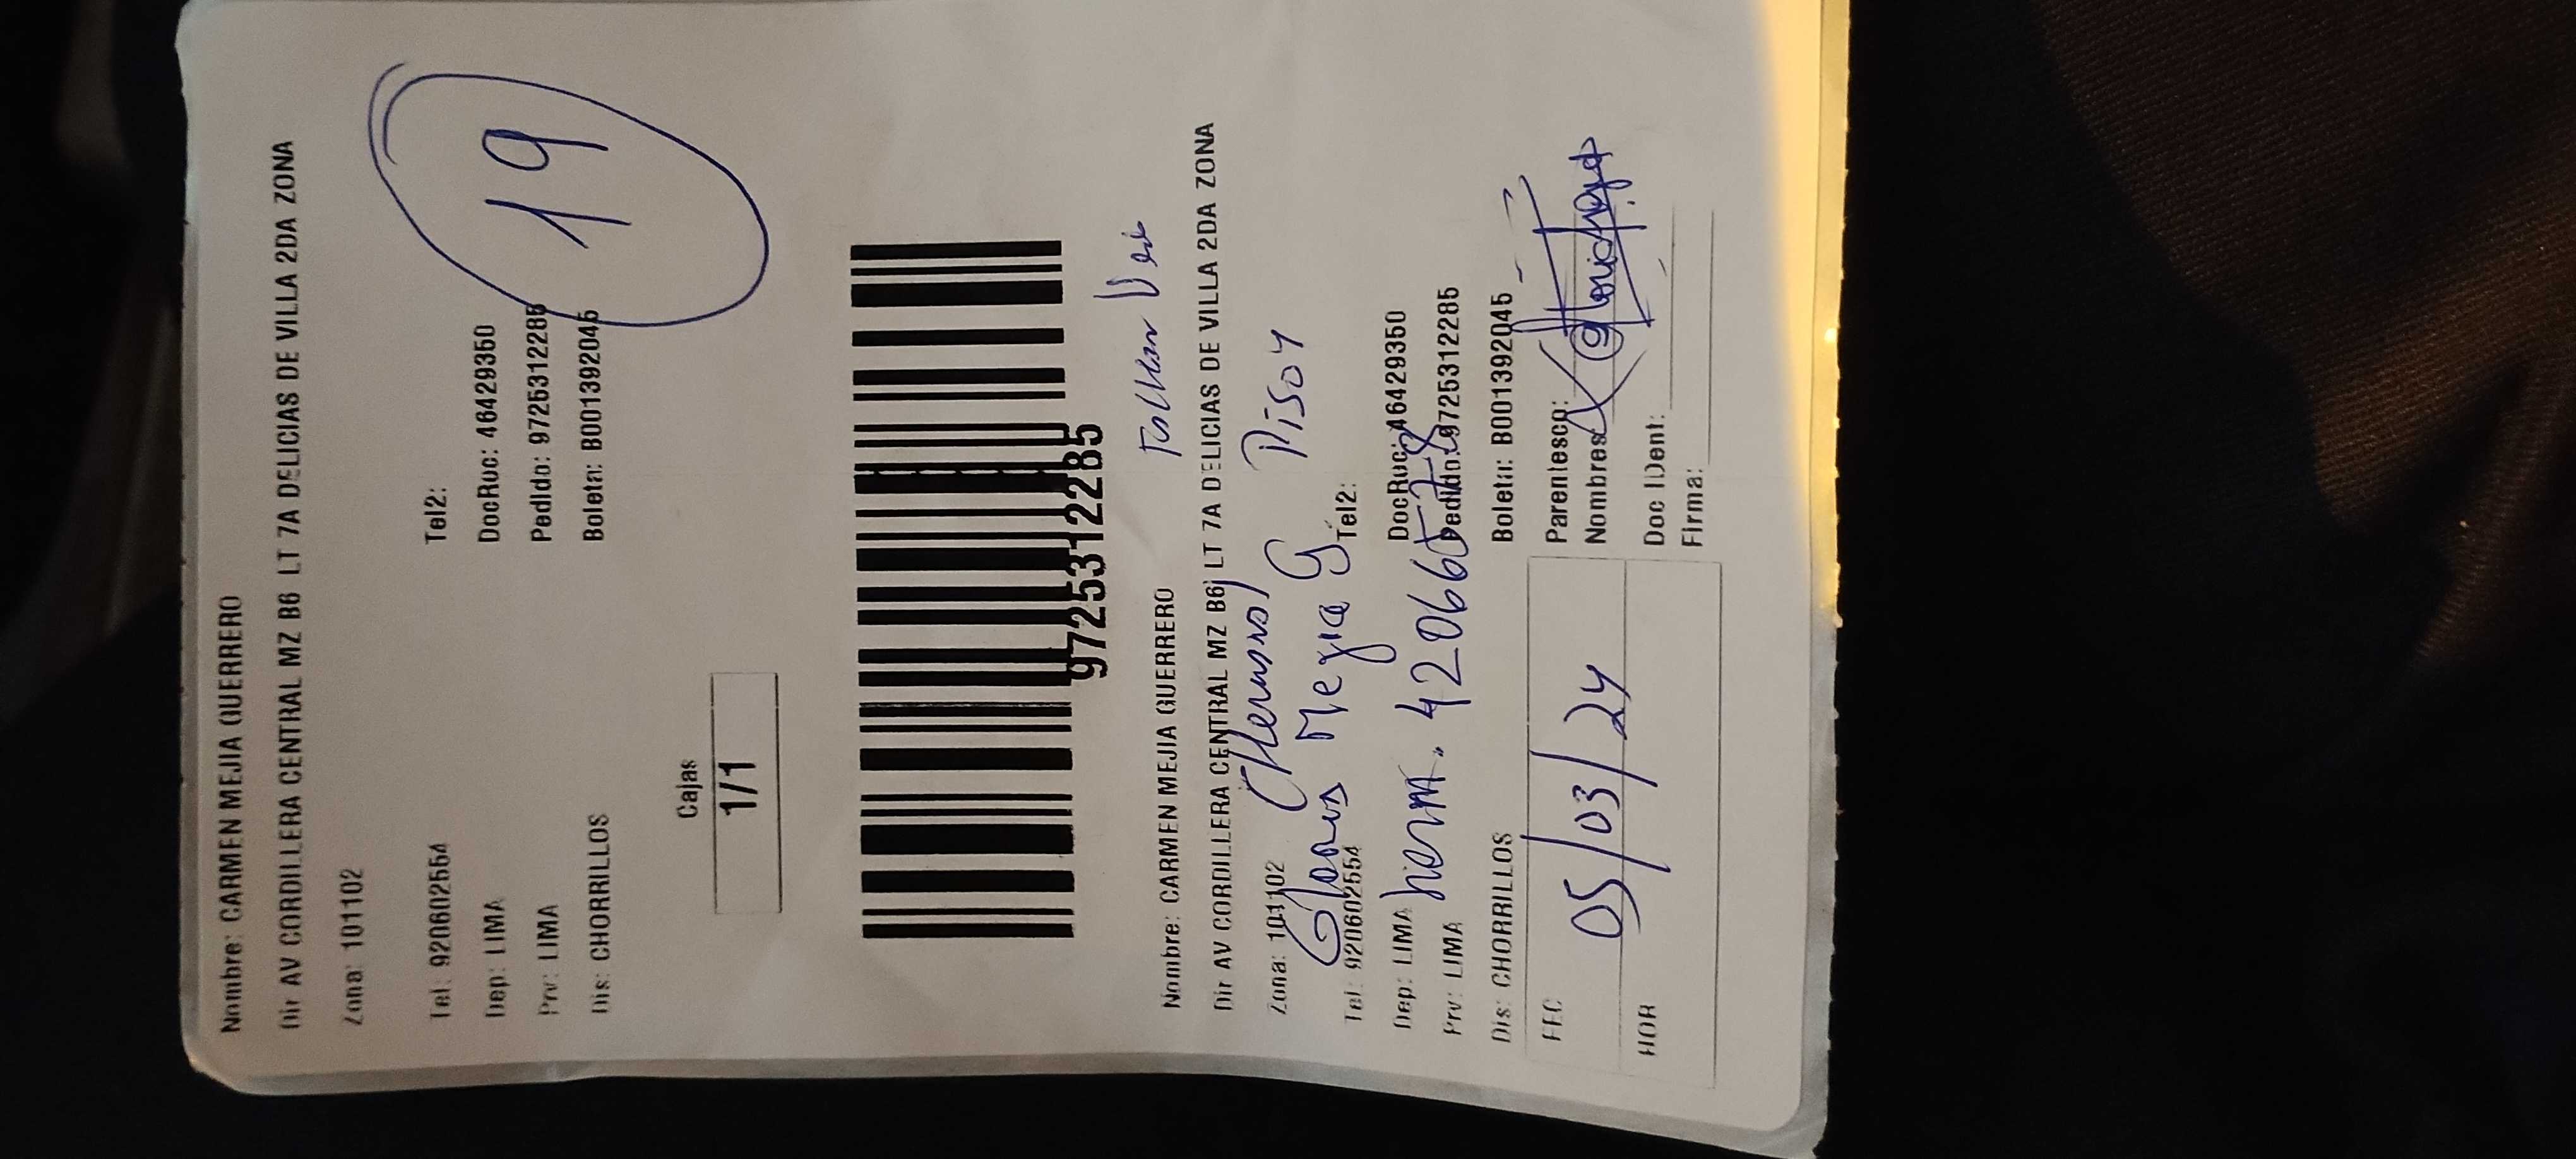 Nombre: CARMEN MEJIA GUERRERO
Dir AV CORDILLERA CENTRAL MZ B6 LT 7A DELICIAS DE VILLA 2DA ZONA
Zona: 101102
Tel: 920602554 Tel2:
Dep: LIMA DocRuc: 46429350
Prv: LIMA Pedido: 9725312285
Dis: CHORRILLOS Boleta: B001392045
19
Cajas
1/1
9725312285
Nombre: CARMEN MEJIA GUERRERO
Dir AV CORDILLERA CENTRAL MZ B6 LT 7A DELICIAS DE VILLA 2DA ZONA
Zona: 101102 Piso
Mejia G
Tel: 920602554 Tel2:
Dep: LIMA DocRuc: 46429350
Prv: LIMA Pedido: 9725312285
Dis: CHORRILLOS Boleta: B001392045
FEC 05/03/24 Parentesco:
Nombres:
HOR Doc IDent:
Firma: